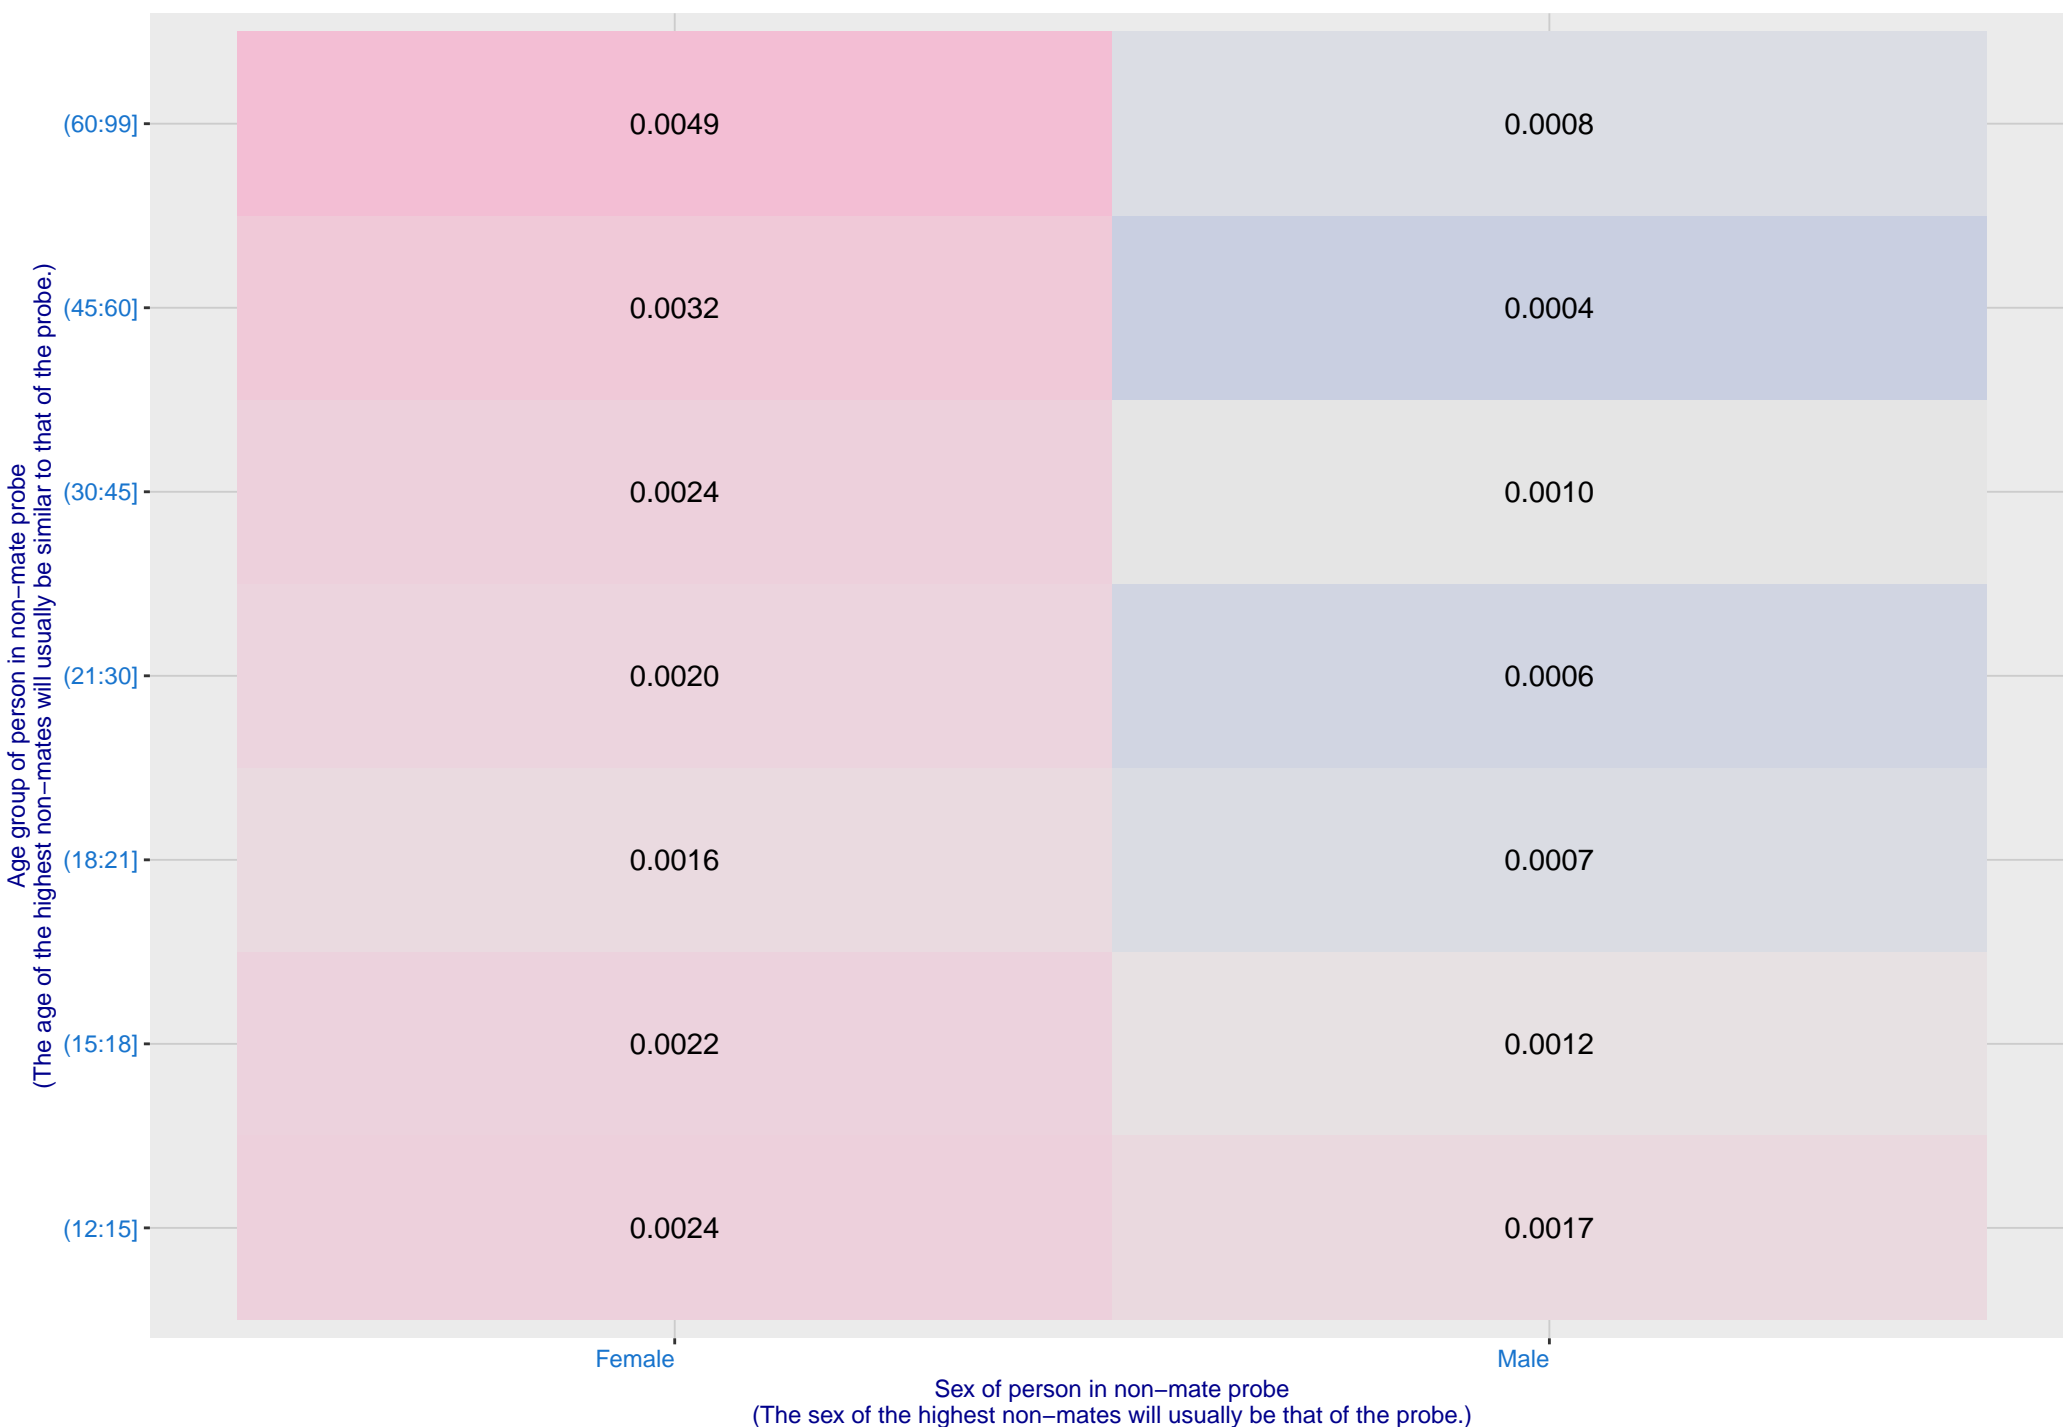 Age group of person in non−mate probe
(The age of the highest non−mates will usually be similar to that of the probe.)
(60:99] 0.0049 0.0008
(45:60] 0.0032 0.0004
(30:45] 0.0024 0.0010
(21:30] 0.0020 0.0006
(18:21] 0.0016 0.0007
(15:18] 0.0022 0.0012
(12:15] 0.0024 0.0017
Female Male
Sex of person in non−mate probe
(The sex of the highest non−mates will usually be that of the probe.)